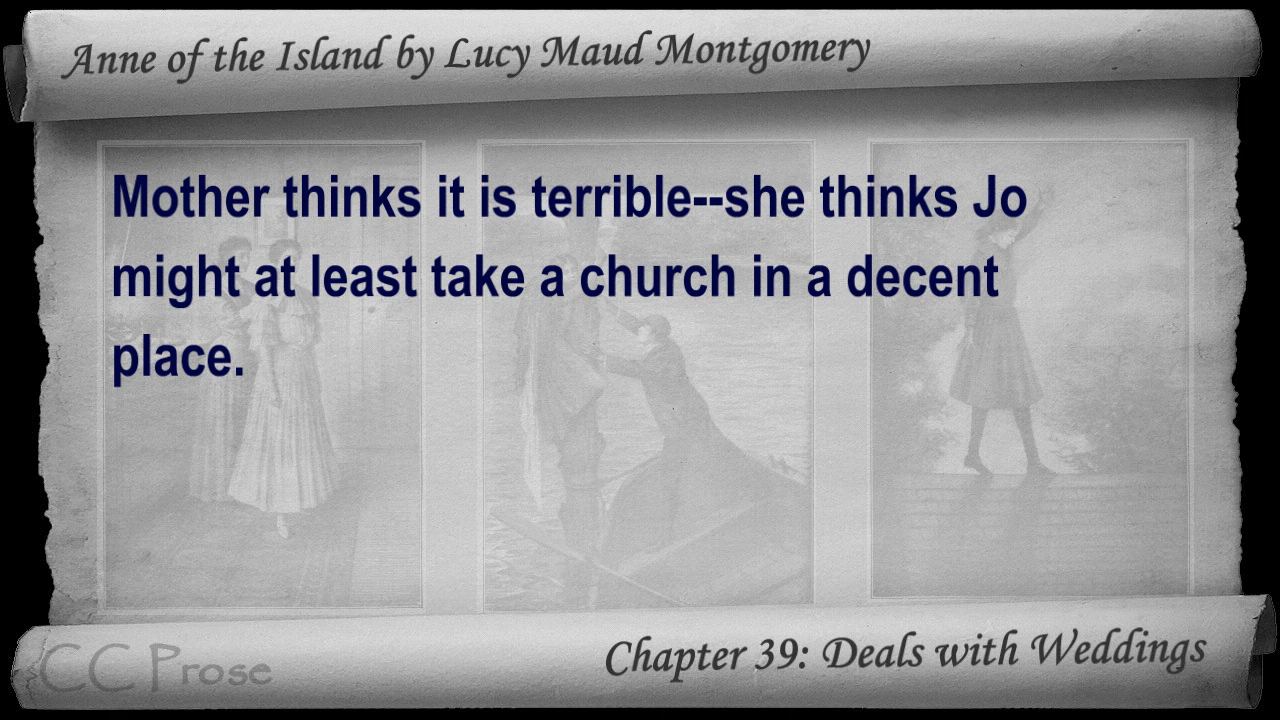 Anne of the Island by Lucy Maud Montgomery
Mother thinks it is terrible--she thinks Jo
might at least take a church in a decent
place.
CC Prose
Chapter 39: Deals with Weddings